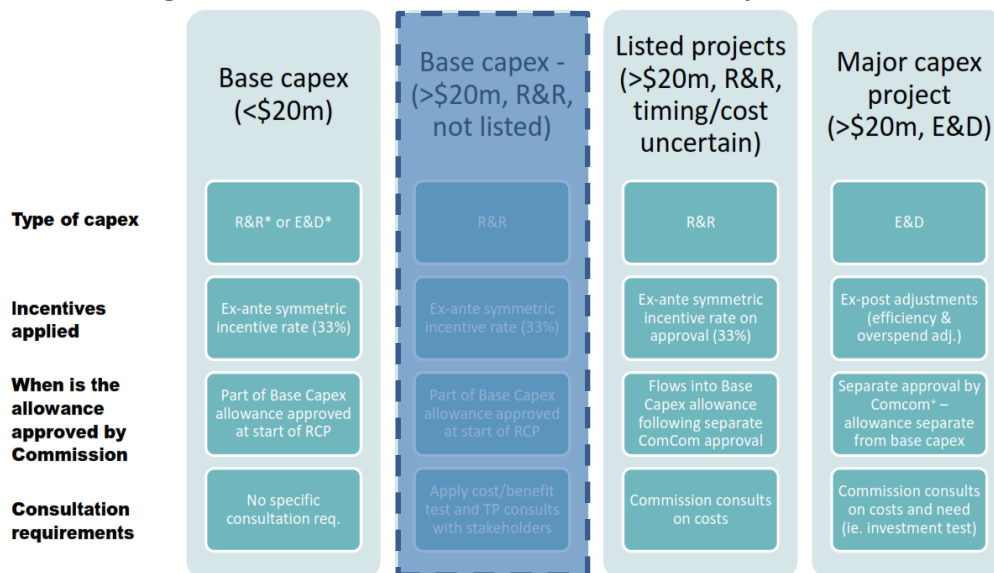 Base capex
(<$20m)
Base capex -
(>$20m, R&R,
not listed)
Listed projects
(>$20m, R&R,
timing/cost
uncertain)
Major capex
project
(>$20m, E&D)
Type of capex
R&R* or E&D*
R&R
R&R
E&D
Incentives
applied
Ex-ante symmetric
incentive rate (33%)
Ex-ante symmetric
incentive rate (33%)
Ex-ante symmetric
incentive rate on
approval (33%)
Ex-post adjustments
(efficiency &
overspend adj.)
When is the
allowance
approved by
Commission
Part of Base Capex
allowance approved
at start of RCP
Part of Base Capex
allowance approved
at start of RCP
Flows into Base
Capex allowance
following separate
ComCom approval
Separate approval by
Comcom⁺ –
allowance separate
from base capex
Consultation
requirements
No specific
consultation req.
Apply cost/benefit
test and TP consults
with stakeholders
Commission consults
on costs
Commission consults
on costs and need
(ie. investment test)